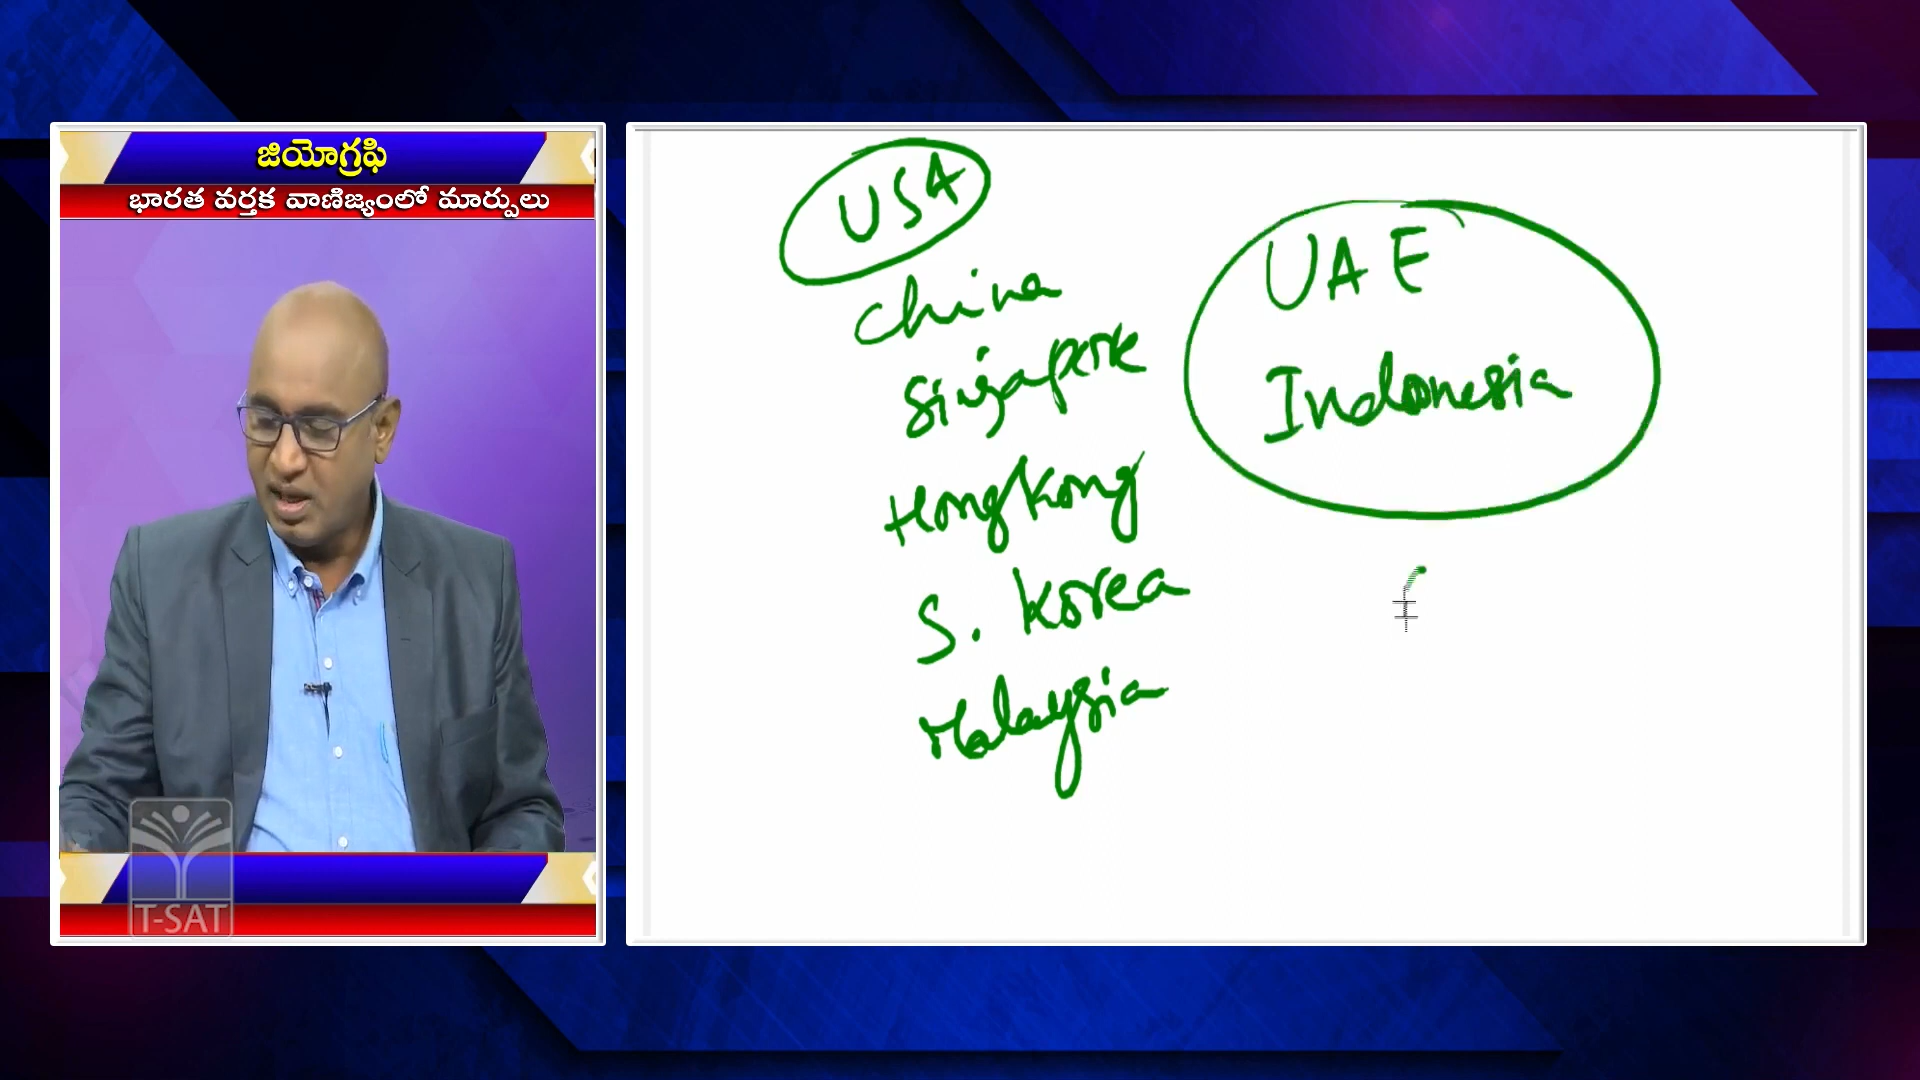 జియోగ్రఫి
భారత వర్తక వాణిజ్యంలో మార్పులు
USA
China
Singapore
HongKong
S. Korea
Malaysia
UAE
Indonesia
T-SAT